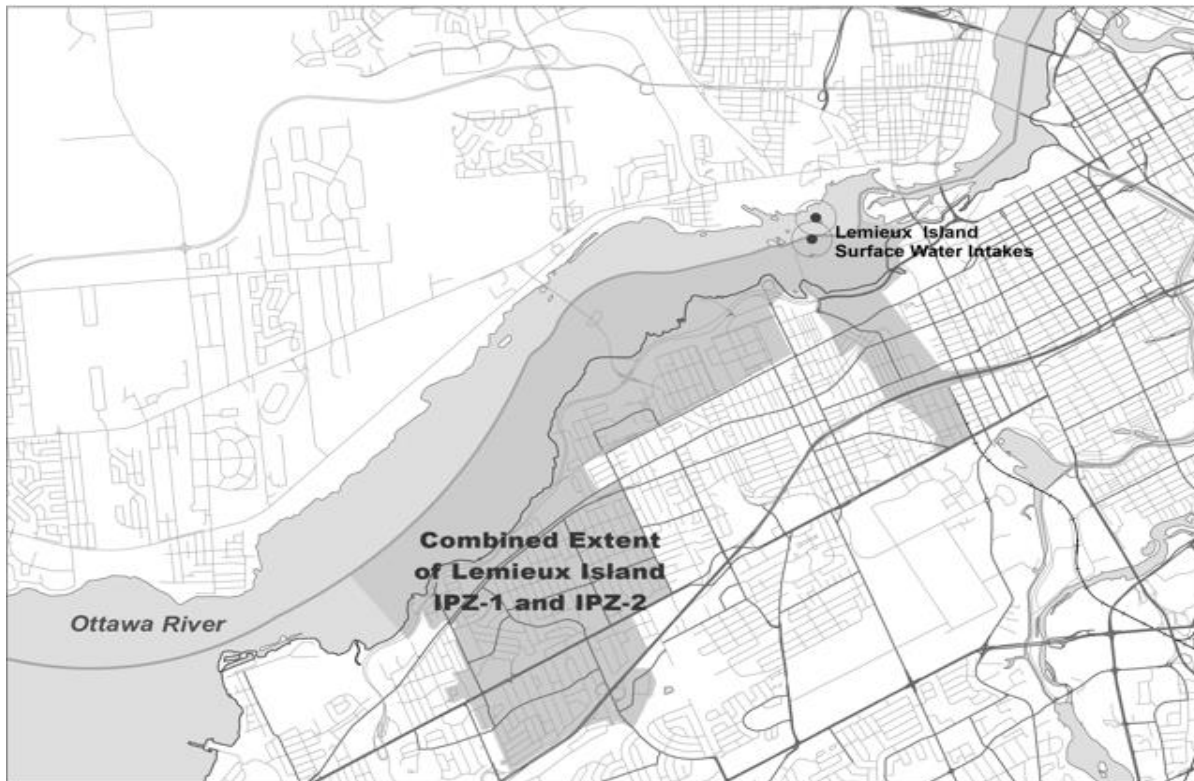 Lemieux Island
Surface Water Intakes
Combined Extent
of Lemieux Island
IPZ-1 and IPZ-2
Ottawa River